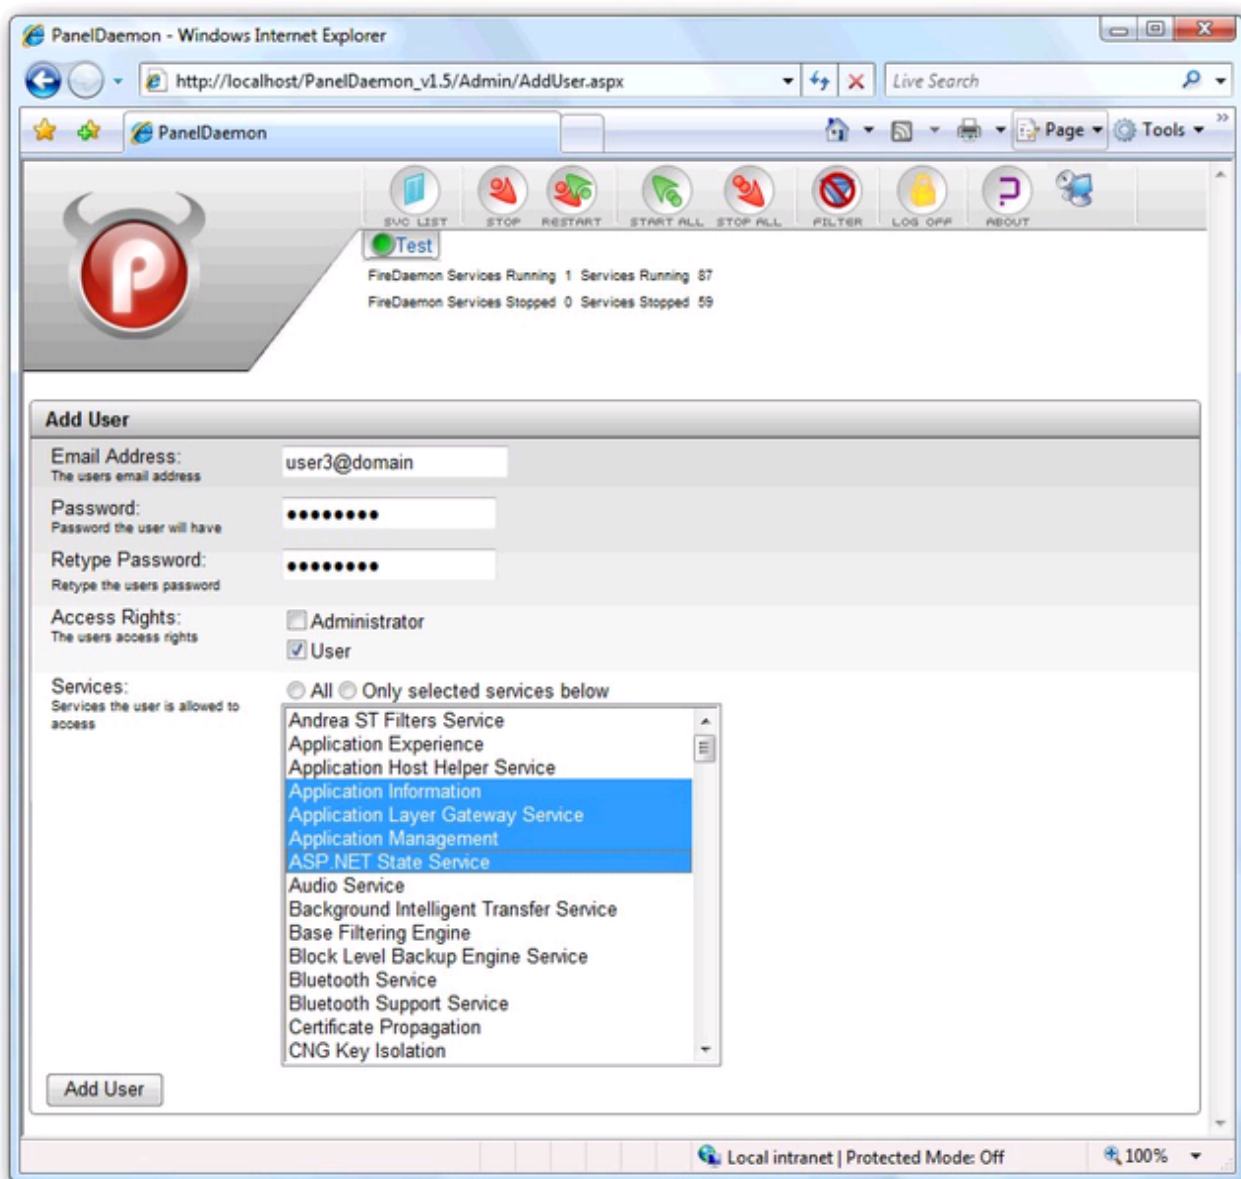 PanelDaemon - Windows Internet Explorer
http://localhost/PanelDaemon_v1.5/Admin/AddUser.aspx
Live Search
PanelDaemon
Page
Tools
SVC LIST
STOP
RESTART
START ALL
STOP ALL
FILTER
LOG OFF
ABOUT
P
Test
FireDaemon Services Running 1 Services Running 87
FireDaemon Services Stopped 0 Services Stopped 59
Add User
Email Address:
The users email address
user3@domain
Password:
Password the user will have
••••••••
Retype Password:
Retype the users password
••••••••
Access Rights:
The users access rights
Administrator
User
Services:
Services the user is allowed to
access
All Only selected services below
Andrea ST Filters Service
Application Experience
Application Host Helper Service
Application Information
Application Layer Gateway Service
Application Management
ASP.NET State Service
Audio Service
Background Intelligent Transfer Service
Base Filtering Engine
Block Level Backup Engine Service
Bluetooth Service
Bluetooth Support Service
Certificate Propagation
CNG Key Isolation
Add User
Local intranet | Protected Mode: Off
100%